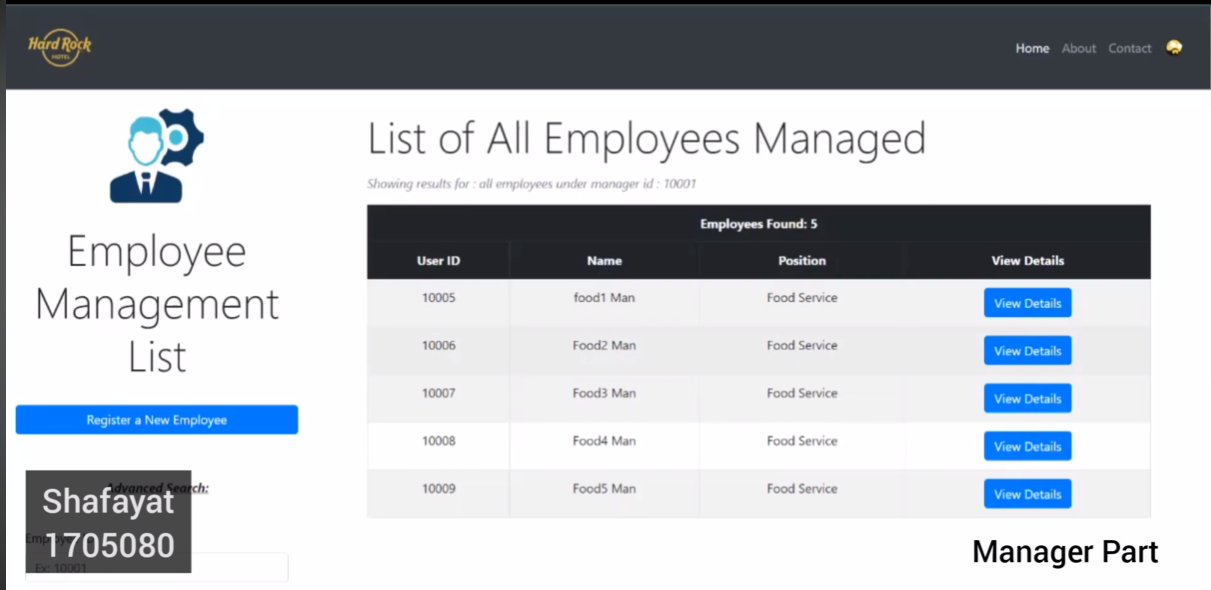 Hard Rock
HOTEL
Home About Contact
Employee
Management
List
Register a New Employee
Advanced Search:
Shafayat
1705080
Ex: 10001
List of All Employees Managed
Showing results for : all employees under manager id : 10001
Employees Found: 5
User ID Name Position View Details
10005 food1 Man Food Service View Details
10006 Food2 Man Food Service View Details
10007 Food3 Man Food Service View Details
10008 Food4 Man Food Service View Details
10009 Food5 Man Food Service View Details
Manager Part